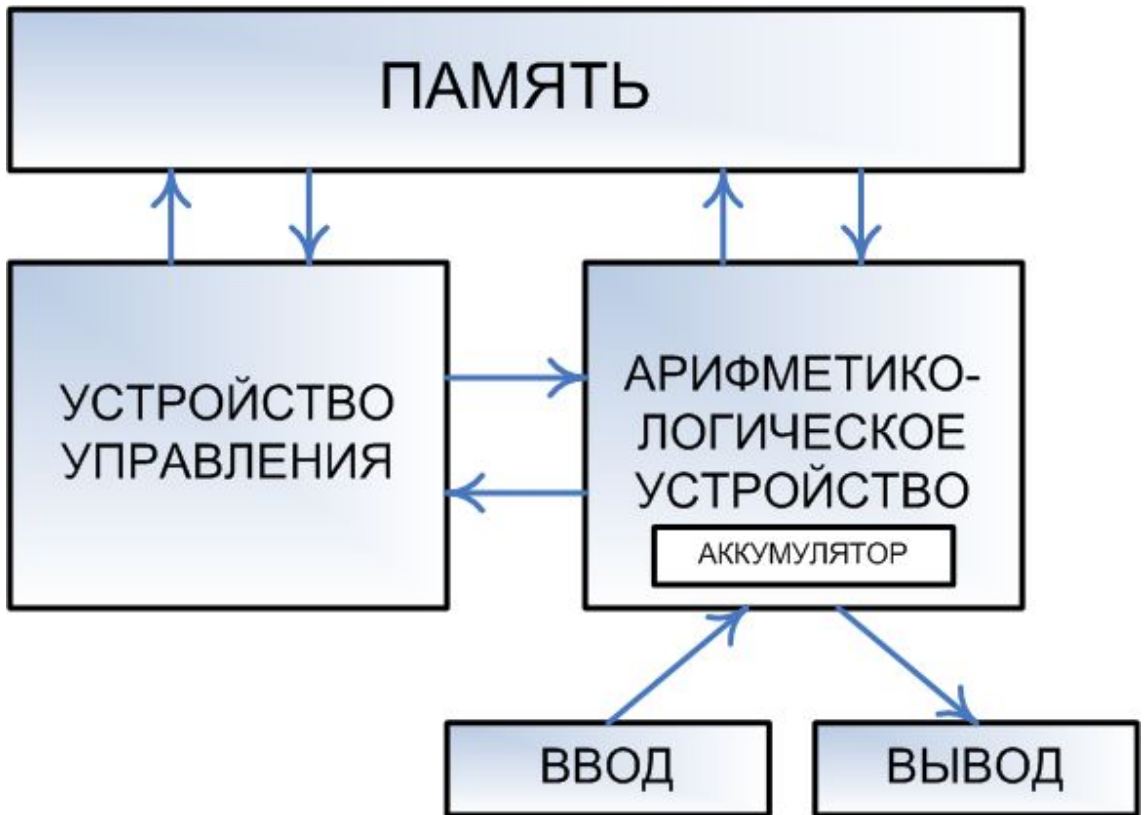 ПАМЯТЬ
УСТРОЙСТВО
УПРАВЛЕНИЯ
АРИФМЕТИКО-
ЛОГИЧЕСКОЕ
УСТРОЙСТВО
АККУМУЛЯТОР
ВВОД
ВЫВОД